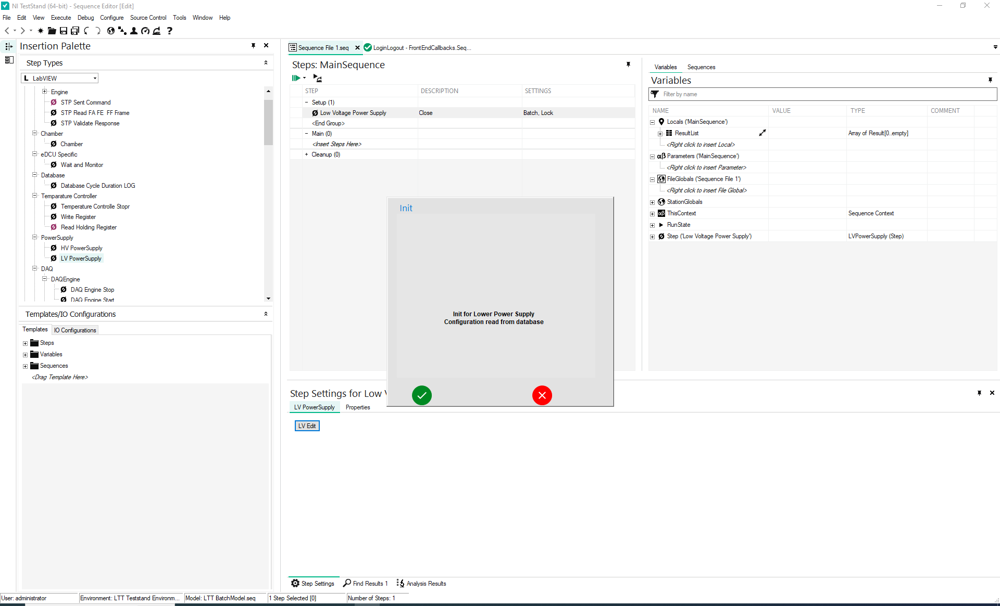 NI TestStand (64-bit) - Sequence Editor [Edit]
File Edit View Execute Debug Configure Source Control Tools Window Help
Insertion Palette
Step Types
L LabVIEW
Engine
STP Sent Command
STP Read FA FE FF Frame
STP Validate Response
Chamber
Chamber
eDCU Specific
Wait and Monitor
Database
Database Cycle Duration LOG
Temparature Controller
Temperature Controlle Stopr
Write Register
Read Holding Register
PowerSupply
HV PowerSupply
LV PowerSupply
DAQ
DAQEngine
DAQ Engine Stop
DAQ Engine Start
Templates/IO Configurations
Templates IO Configurations
Steps
Variables
Sequences
<Drag Template Here>
Sequence File 1.seq LoginLogout - FrontEndCallbacks.Seq...
Steps: MainSequence
STEP DESCRIPTION SETTINGS
Setup (1)
Low Voltage Power Supply Close Batch, Lock
<End Group>
Main (0)
<Insert Steps Here>
Cleanup (0)
Init
Init for Lower Power Supply
Configuration read from database
Variables Sequences
Variables
Filter by name
NAME VALUE TYPE COMMENT
Locals ('MainSequence')
ResultList Array of Result[0..empty]
<Right click to insert Local>
αβ Parameters ('MainSequence')
<Right click to insert Parameter>
FileGlobals ('Sequence File 1')
<Right click to insert File Global>
StationGlobals
αβ ThisContext Sequence Context
RunState
Step ('Low Voltage Power Supply') LVPowerSupply (Step)
Step Settings for Low
LV PowerSupply Properties
LV Edit
Step Settings Find Results 1 Analysis Results
User: administrator Environment: LTT Teststand Environm... Model: LTT BatchModel.seq 1 Step Selected [0] Number of Steps: 1